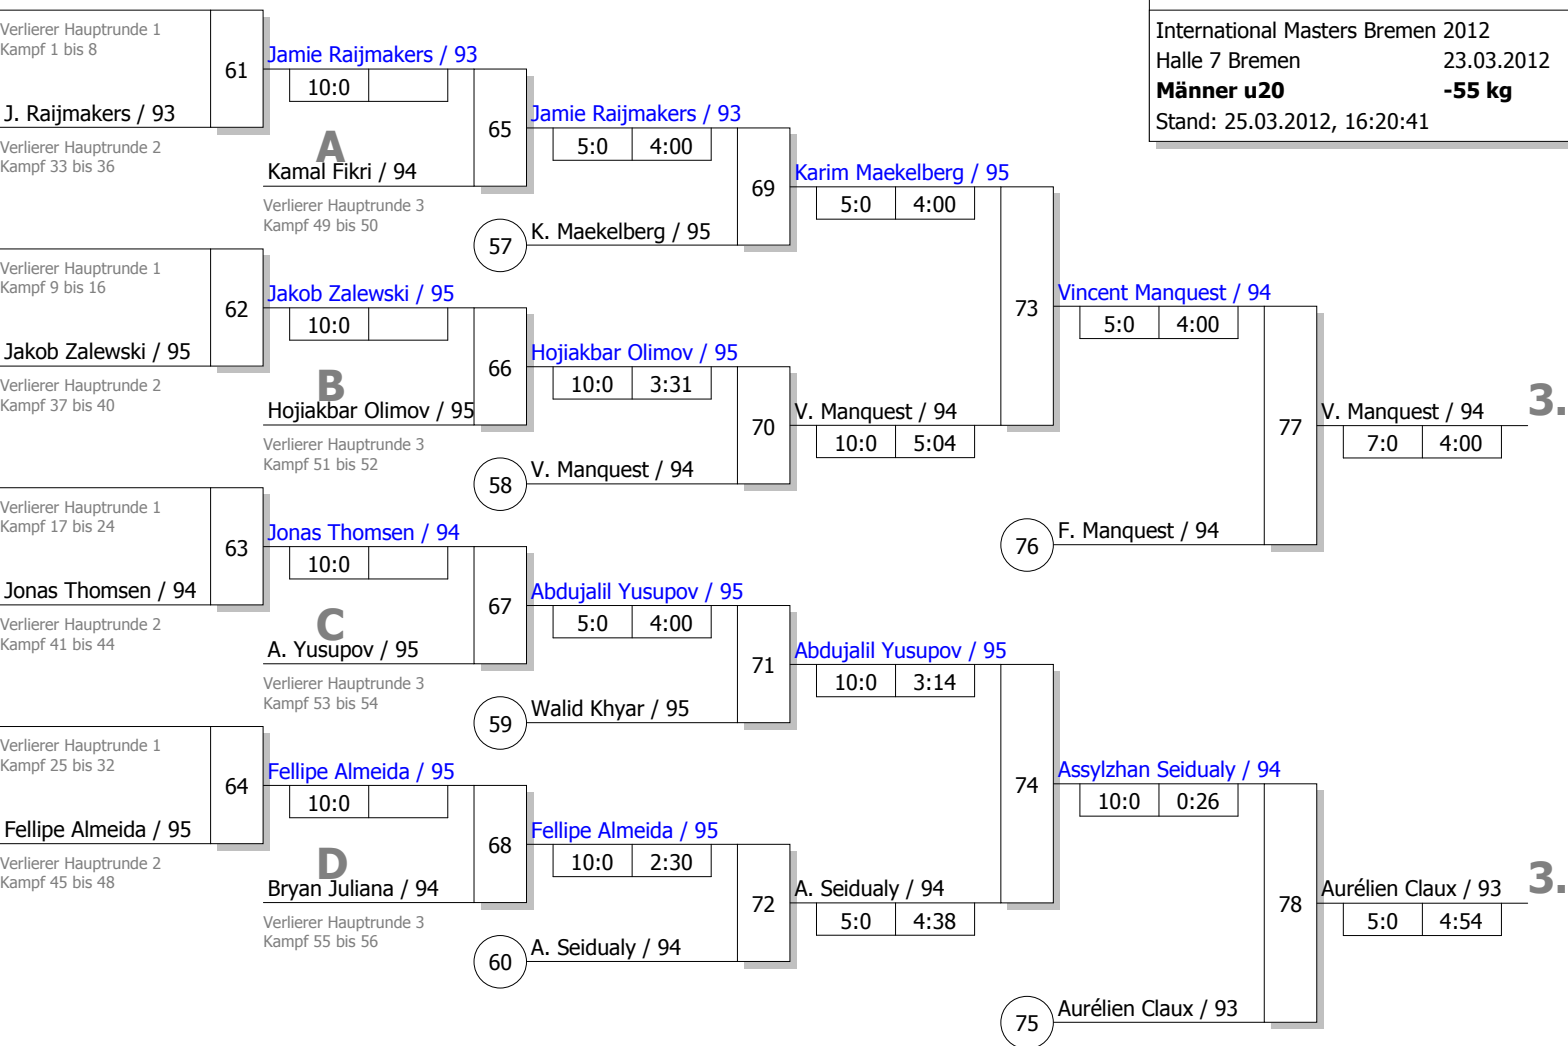 International Masters Bremen 2012
Halle 7 Bremen 23.03.2012
Männer u20 -55 kg
Stand: 25.03.2012, 16:20:41
Verlierer Hauptrunde 1
Kampf 1 bis 8
61
J. Raijmakers / 93
Verlierer Hauptrunde 2
Kampf 33 bis 36
Jamie Raijmakers / 93
10:0
A
65
Kamal Fikri / 94
Verlierer Hauptrunde 3
Kampf 49 bis 50
Jamie Raijmakers / 93
5:0 4:00
69
57
K. Maekelberg / 95
Karim Maekelberg / 95
5:0 4:00
Verlierer Hauptrunde 1
Kampf 9 bis 16
62
Jakob Zalewski / 95
Verlierer Hauptrunde 2
Kampf 37 bis 40
Jakob Zalewski / 95
10:0
B
66
Hojiakbar Olimov / 95
Verlierer Hauptrunde 3
Kampf 51 bis 52
Hojiakbar Olimov / 95
10:0 3:31
70
58
V. Manquest / 94
V. Manquest / 94
10:0 5:04
73
Vincent Manquest / 94
5:0 4:00
77
76
F. Manquest / 94
V. Manquest / 94
7:0 4:00
3.
Verlierer Hauptrunde 1
Kampf 17 bis 24
63
Jonas Thomsen / 94
Verlierer Hauptrunde 2
Kampf 41 bis 44
Jonas Thomsen / 94
10:0
C
67
A. Yusupov / 95
Verlierer Hauptrunde 3
Kampf 53 bis 54
Abdujalil Yusupov / 95
5:0 4:00
71
59
Walid Khyar / 95
Abdujalil Yusupov / 95
10:0 3:14
Verlierer Hauptrunde 1
Kampf 25 bis 32
64
Fellipe Almeida / 95
Verlierer Hauptrunde 2
Kampf 45 bis 48
Fellipe Almeida / 95
10:0
D
68
Bryan Juliana / 94
Verlierer Hauptrunde 3
Kampf 55 bis 56
Fellipe Almeida / 95
10:0 2:30
72
60
A. Seidualy / 94
A. Seidualy / 94
5:0 4:38
74
Assylzhan Seidualy / 94
10:0 0:26
78
75
Aurélien Claux / 93
Aurélien Claux / 93
5:0 4:54
3.